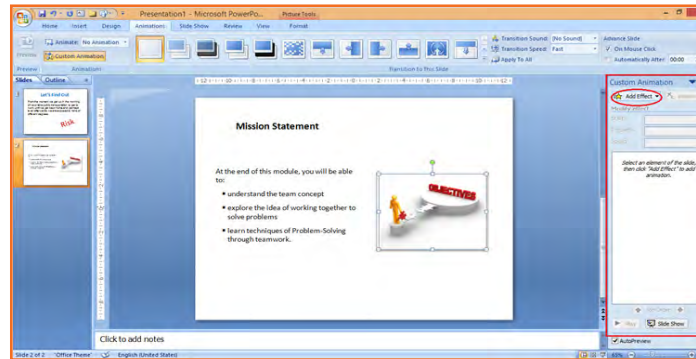 Presentation1 - Microsoft PowerPo... Picture Tools
Home Insert Design Animations Slide Show Review View Format
Animate: No Animation
Custom Animation
Preview
Animations
Transition to This Slide
Transition Sound: [No Sound]
Transition Speed: Fast
Apply To All
Advance Slide
On Mouse Click
Automatically After: 00:00
Slides Outline
Risk
Mission Statement
At the end of this module, you will be able
to:
• understand the team concept
• explore the idea of working together to
solve problems
• learn techniques of Problem-Solving
through teamwork.
OBJECTIVES
Click to add notes
Custom Animation
Add Effect
Select an element of the slide,
then click "Add Effect" to add
animation.
Slide Show
AutoPreview
Slide 2 of 2 "Office Theme" English (United States)